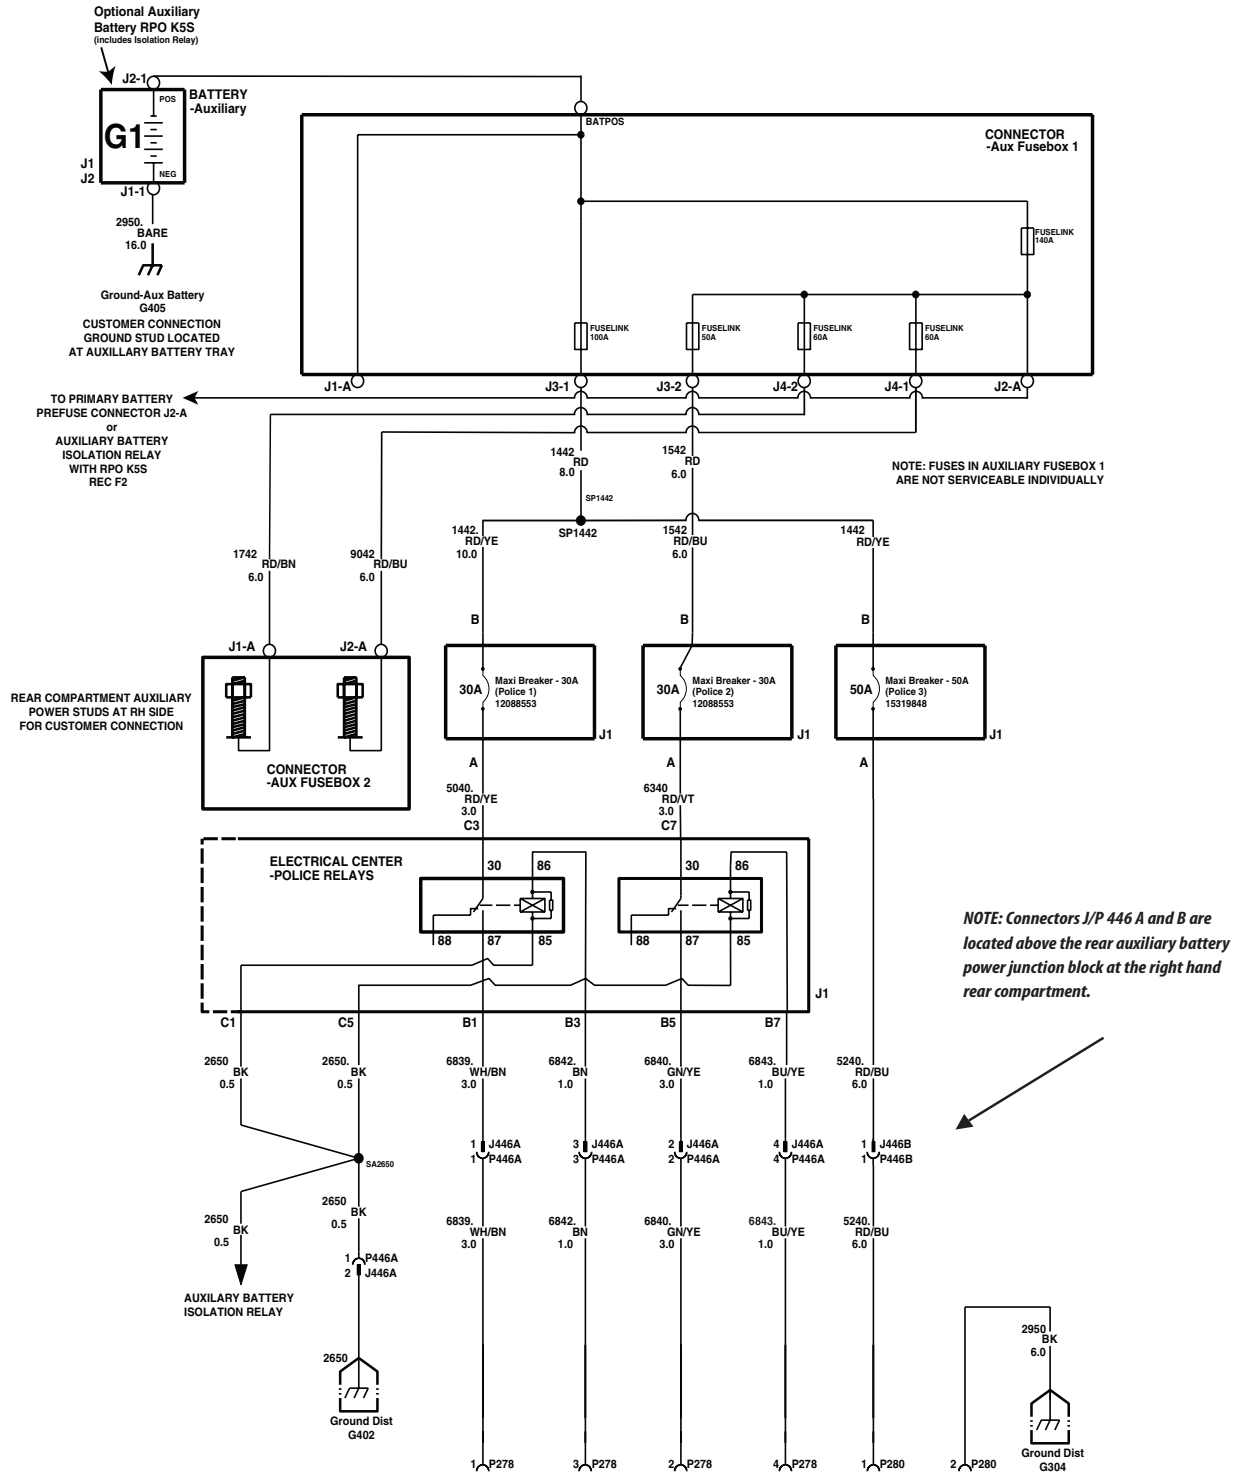 Optional Auxiliary
Battery RPO K5S
(includes Isolation Relay)
J2-1
POS
BATTERY
-Auxiliary
G1
J1
J2
NEG
J1-1
2950.
BARE
16.0
Ground-Aux Battery
G405
CUSTOMER CONNECTION
GROUND STUD LOCATED
AT AUXILLARY BATTERY TRAY
BATPOS
CONNECTOR
-Aux Fusebox 1
FUSELINK
140A
FUSELINK
100A
FUSELINK
50A
FUSELINK
60A
FUSELINK
60A
J1-A
J3-1
J3-2
J4-2
J4-1
J2-A
TO PRIMARY BATTERY
PREFUSE CONNECTOR J2-A
or
AUXILIARY BATTERY
ISOLATION RELAY
WITH RPO K5S
REC F2
1442
RD
8.0
1542
RD
6.0
NOTE: FUSES IN AUXILIARY FUSEBOX 1
ARE NOT SERVICEABLE INDIVIDUALLY
SP1442
SP1442
1742
RD/BN
6.0
9042
RD/BU
6.0
1442.
RD/YE
10.0
1542
RD/BU
6.0
1442
RD/YE
B
B
B
J1-A
J2-A
REAR COMPARTMENT AUXILIARY
POWER STUDS AT RH SIDE
FOR CUSTOMER CONNECTION
CONNECTOR
-AUX FUSEBOX 2
30A
Maxi Breaker - 30A
(Police 1)
12088553
J1
30A
Maxi Breaker - 30A
(Police 2)
12088553
J1
50A
Maxi Breaker - 50A
(Police 3)
15319848
J1
A
A
A
5040.
RD/YE
3.0
C3
6340
RD/VT
3.0
C7
ELECTRICAL CENTER
-POLICE RELAYS
30
86
88
87
85
30
86
88
87
85
J1
NOTE: Connectors J/P 446 A and B are
located above the rear auxiliary battery
power junction block at the right hand
rear compartment.
C1
C5
B1
B3
B5
B7
2650
BK
0.5
2650.
BK
0.5
6839.
WH/BN
3.0
6842.
BN
1.0
6840.
GN/YE
3.0
6843.
BU/YE
1.0
5240.
RD/BU
6.0
1 J446A
1 P446A
3 J446A
3 P446A
2 J446A
2 P446A
4 J446A
4 P446A
1 J446B
1 P446B
SA2650
2650
BK
0.5
2650
BK
0.5
6839.
WH/BN
3.0
6842.
BN
1.0
6840.
GN/YE
3.0
6843.
BU/YE
1.0
5240.
RD/BU
6.0
1 P446A
2 J446A
AUXILARY BATTERY
ISOLATION RELAY
2650
Ground Dist
G402
2950
BK
6.0
Ground Dist
G304
1 P278
3 P278
2 P278
4 P278
1 P280
2 P280